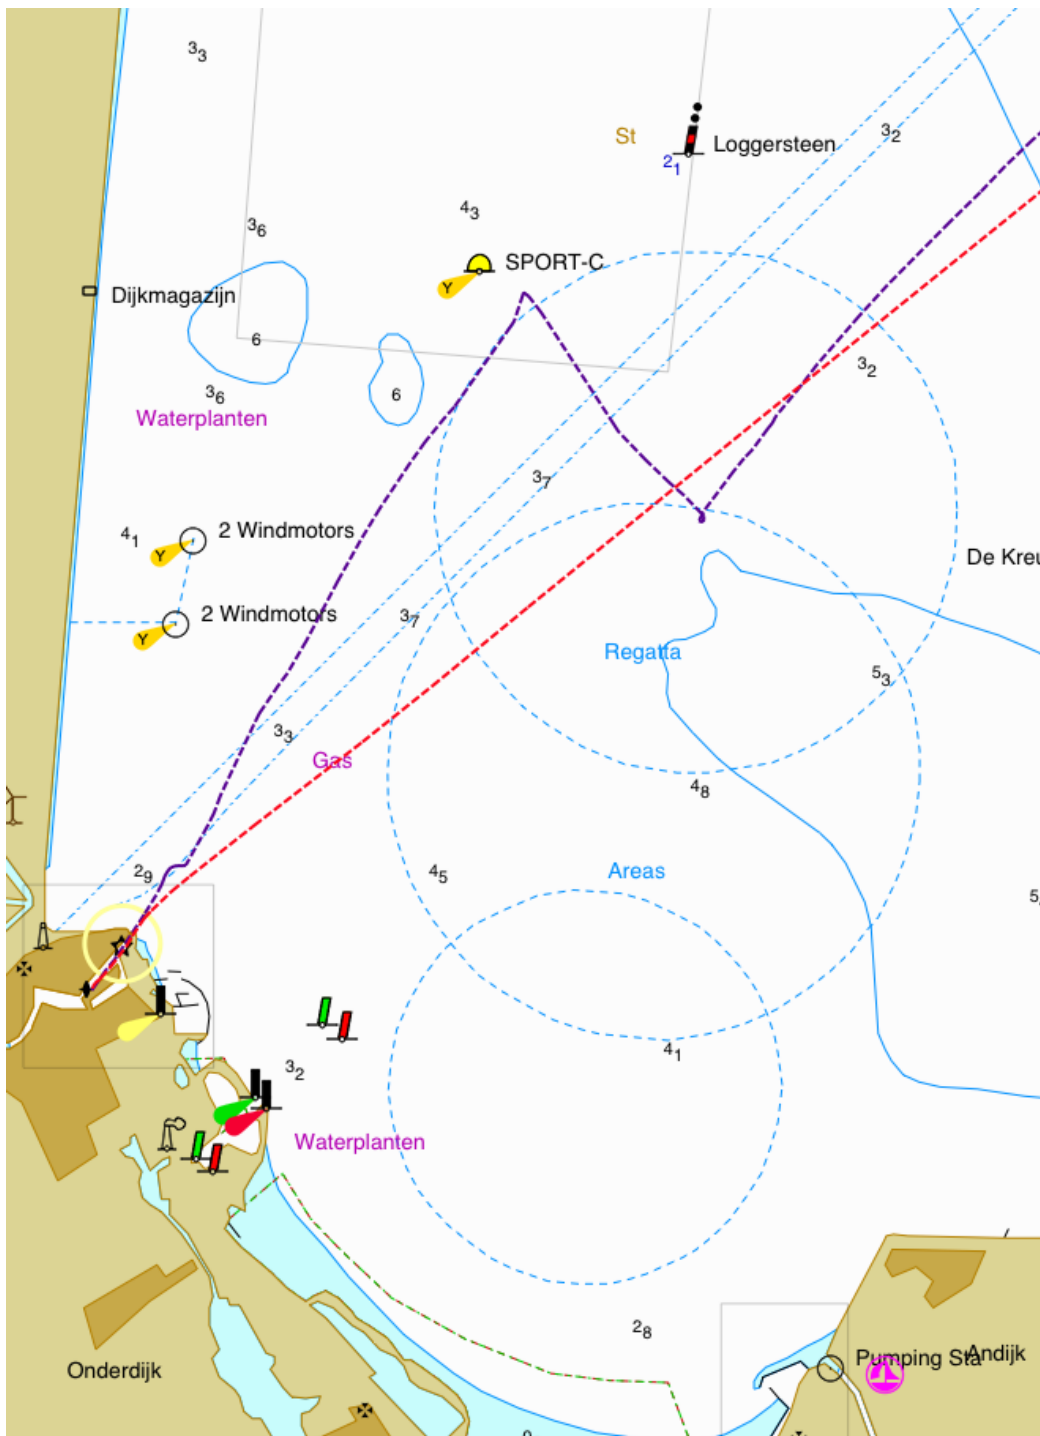 3₃
3₂
St
Loggersteen
2₁
4₃
3₆
SPORT-C
Y
Dijkmagazijn
6
3₂
3₆
6
Waterplanten
3₇
4₁
2 Windmotors
Y
De Kreu
2 Windmotors
3₇
Y
Regatta
5₃
3₃
Gas
4₈
2₉
4₅
Areas
5
4₁
3₂
Waterplanten
2₈
Pumping Sta
Andijk
Onderdijk